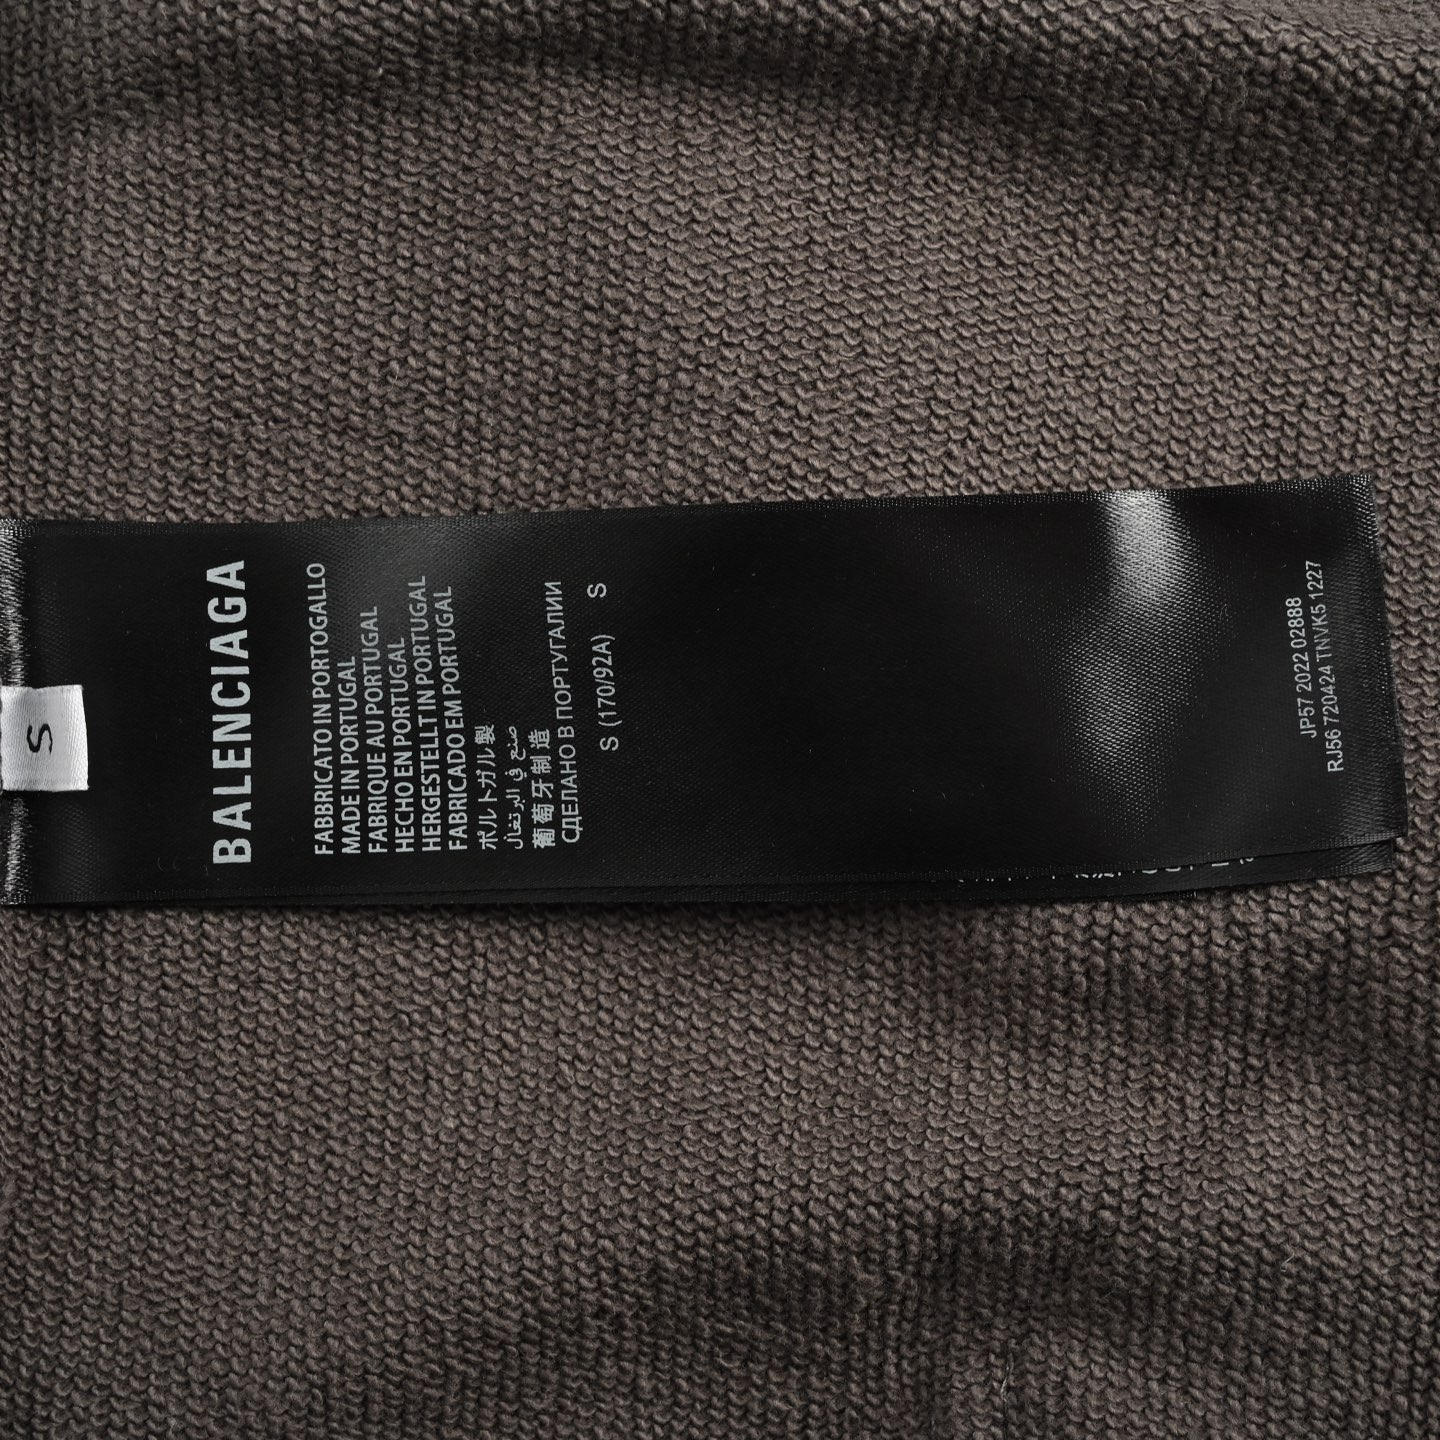 S
BALENCIAGA
FABBRICATO IN PORTOGALLO
MADE IN PORTUGAL
FABRIQUE AU PORTUGAL
HECHO EN PORTUGAL
HERGESTELLT IN PORTUGAL
FABRICADO EM PORTUGAL
ポルトガル製
صنع في البرتغال
葡萄牙制造
СДЕЛАНО В ПОРТУГАЛИИ
S (170/92A) S
JP57 2022 02888
RJ56 720424 TNVK5 1227